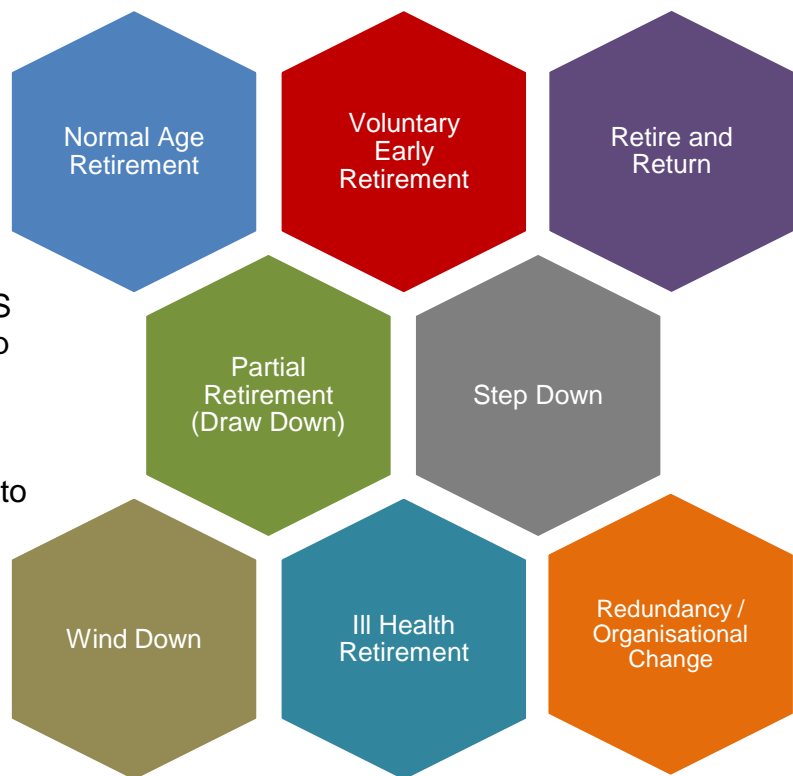 Normal Age
Retirement
Voluntary
Early
Retirement
Retire and
Return
S
o
Partial
Retirement
(Draw Down)
Step Down
to
Wind Down
Ill Health
Retirement
Redundancy /
Organisational
Change